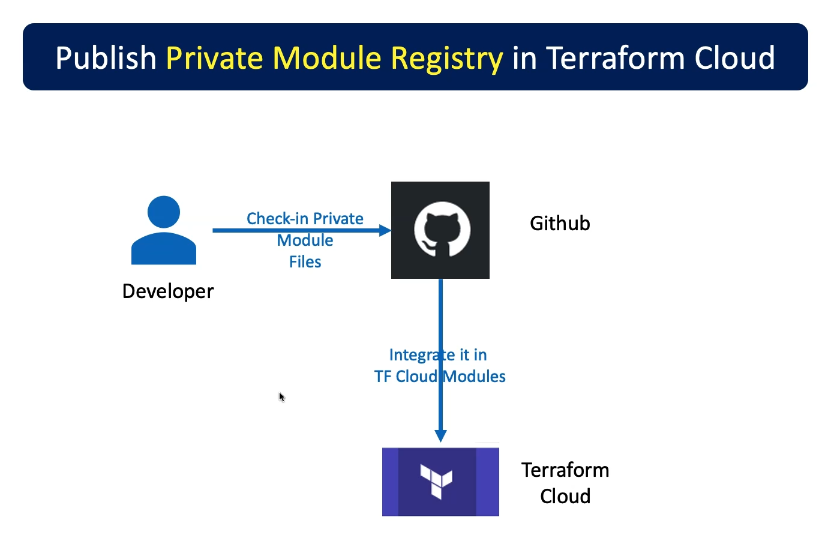 Publish Private Module Registry in Terraform Cloud
Check-in Private
Module
Files
Github
Developer
Integrate it in
TF Cloud Modules
Terraform
Cloud